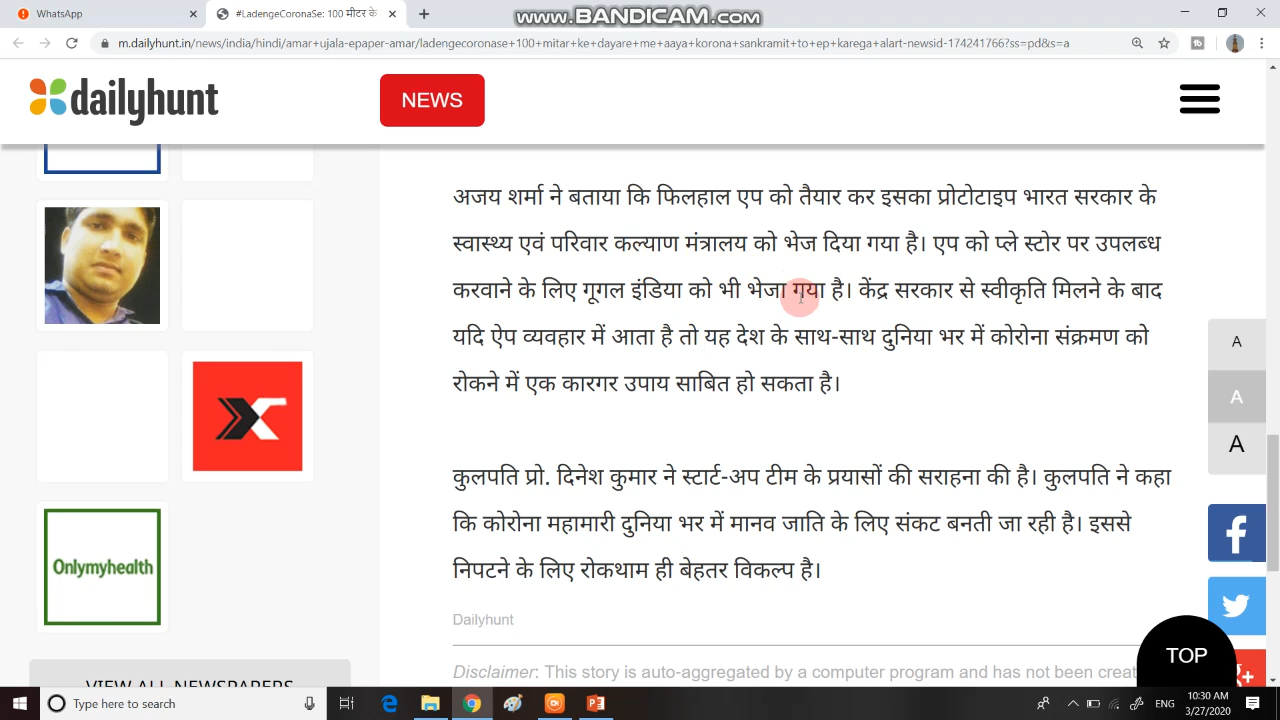 WhatsApp
#LadengeCoronaSe: 100 मीटर के
www.BANDICAM.com
m.dailyhunt.in/news/india/hindi/amar+ujala-epaper-amar/ladengecoronase+100+mitar+ke+dayare+me+aaya+korona+sankramit+to+ep+karega+alart-newsid-174241766?ss=pd&s=a
dailyhunt
NEWS
अजय शर्मा ने बताया कि फिलहाल एप को तैयार कर इसका प्रोटोटाइप भारत सरकार के
स्वास्थ्य एवं परिवार कल्याण मंत्रालय को भेज दिया गया है। एप को प्ले स्टोर पर उपलब्ध
करवाने के लिए गूगल इंडिया को भी भेजा गया है। केंद्र सरकार से स्वीकृति मिलने के बाद
यदि ऐप व्यवहार में आता है तो यह देश के साथ-साथ दुनिया भर में कोरोना संक्रमण को
रोकने में एक कारगर उपाय साबित हो सकता है।
कुलपति प्रो. दिनेश कुमार ने स्टार्ट-अप टीम के प्रयासों की सराहना की है। कुलपति ने कहा
कि कोरोना महामारी दुनिया भर में मानव जाति के लिए संकट बनती जा रही है। इससे
निपटने के लिए रोकथाम ही बेहतर विकल्प है।
Dailyhunt
Disclaimer: This story is auto-aggregated by a computer program and has not been creat
Onlymyhealth
VIEW ALL NEWSPAPERS
A
A
A
TOP
Type here to search
ENG
10:30 AM
3/27/2020